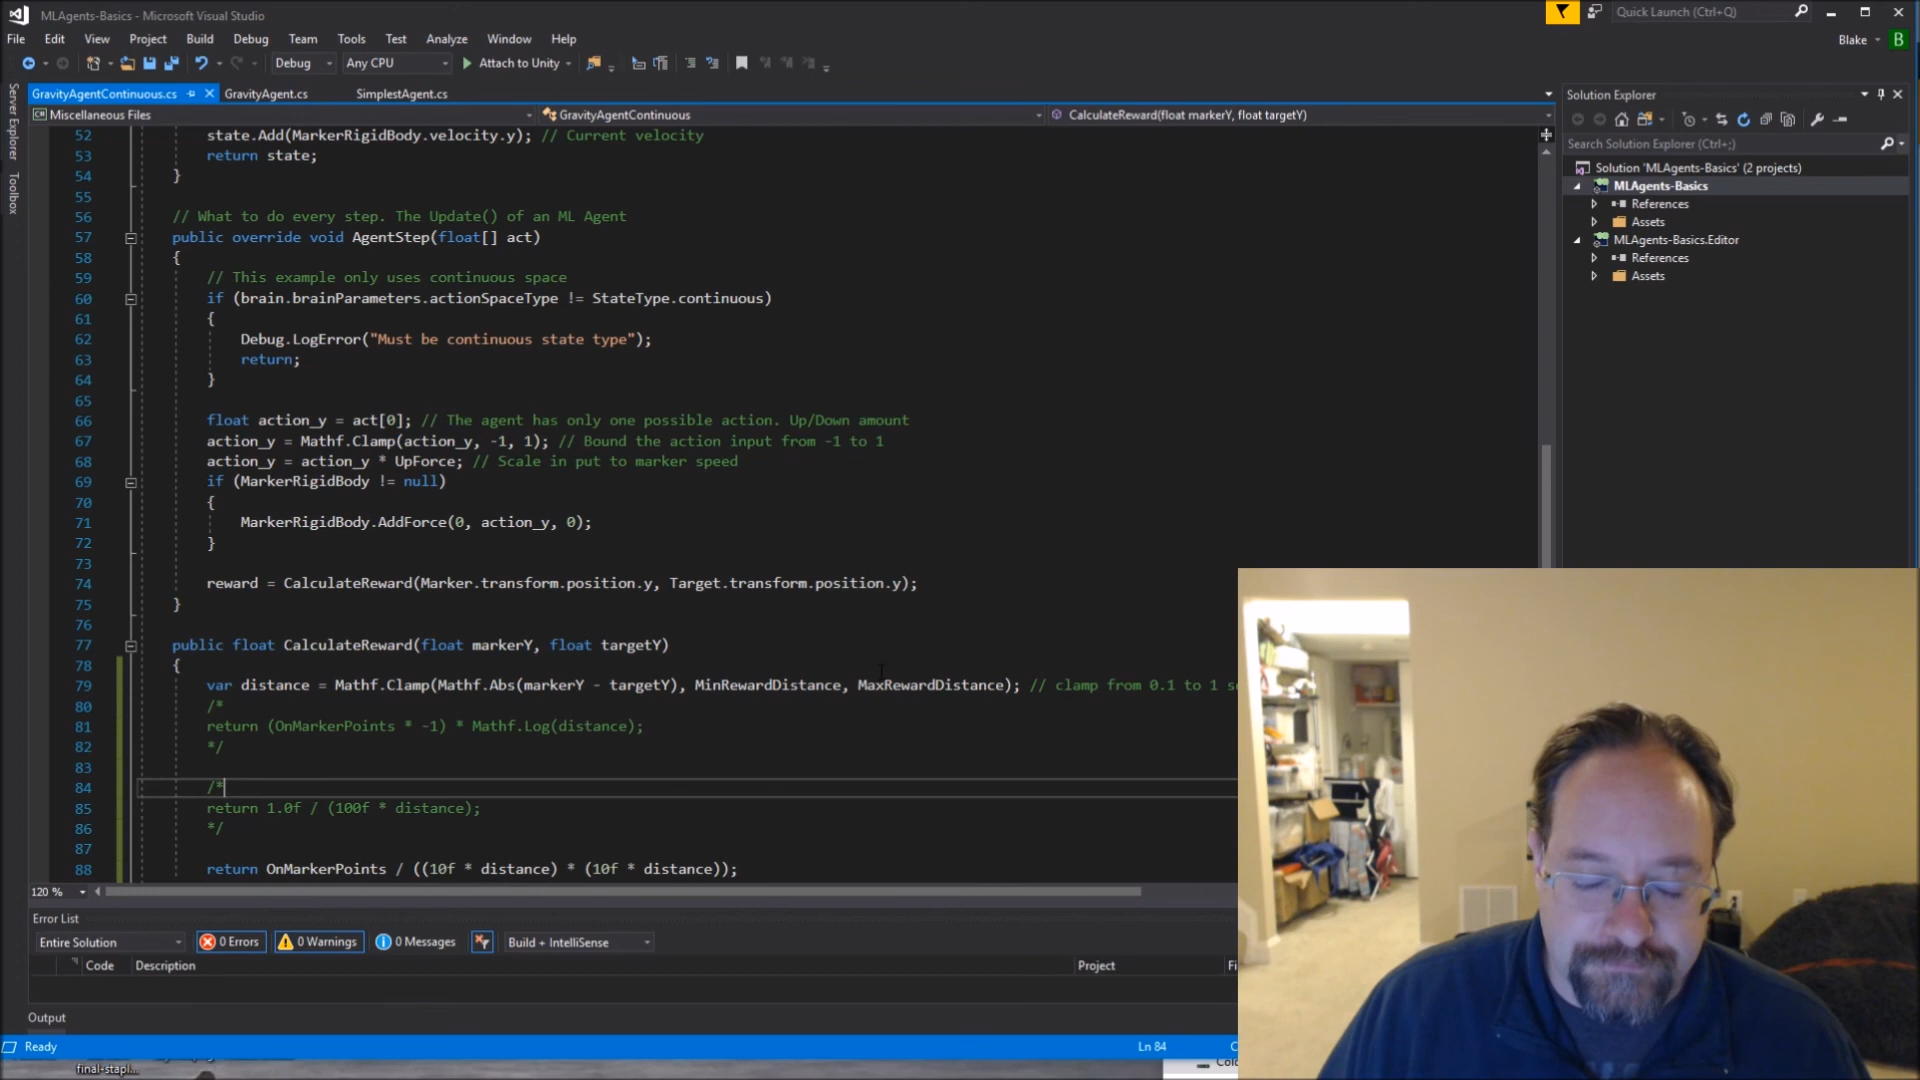 MLAgents-Basics - Microsoft Visual Studio
Quick Launch (Ctrl+Q)
File Edit View Project Build Debug Team Tools Test Analyze Window Help
Blake B
Debug Any CPU Attach to Unity
GravityAgentContinuous.cs GravityAgent.cs SimplestAgent.cs
Server Explorer
Toolbox
Miscellaneous Files GravityAgentContinuous CalculateReward(float markerY, float targetY)
52 state.Add(MarkerRigidBody.velocity.y); // Current velocity
53 return state;
54 }
55
56 // What to do every step. The Update() of an ML Agent
57 public override void AgentStep(float[] act)
58 {
59 // This example only uses continuous space
60 if (brain.brainParameters.actionSpaceType != StateType.continuous)
61 {
62 Debug.LogError("Must be continuous state type");
63 return;
64 }
65
66 float action_y = act[0]; // The agent has only one possible action. Up/Down amount
67 action_y = Mathf.Clamp(action_y, -1, 1); // Bound the action input from -1 to 1
68 action_y = action_y * UpForce; // Scale in put to marker speed
69 if (MarkerRigidBody != null)
70 {
71 MarkerRigidBody.AddForce(0, action_y, 0);
72 }
73
74 reward = CalculateReward(Marker.transform.position.y, Target.transform.position.y);
75 }
76
77 public float CalculateReward(float markerY, float targetY)
78 {
79 var distance = Mathf.Clamp(Mathf.Abs(markerY - targetY), MinRewardDistance, MaxRewardDistance); // clamp from 0.1 to 1
80 /*
81 return (OnMarkerPoints * -1) * Mathf.Log(distance);
82 */
83
84 /*
85 return 1.0f / (100f * distance);
86 */
87
88 return OnMarkerPoints / ((10f * distance) * (10f * distance));
120 %
Error List
Entire Solution 0 Errors 0 Warnings 0 Messages Build + IntelliSense
Code Description Project Fi
Output
Ready Ln 84 C
final-stapl...
Solution Explorer
Search Solution Explorer (Ctrl+;)
Solution 'MLAgents-Basics' (2 projects)
MLAgents-Basics
References
Assets
MLAgents-Basics.Editor
References
Assets